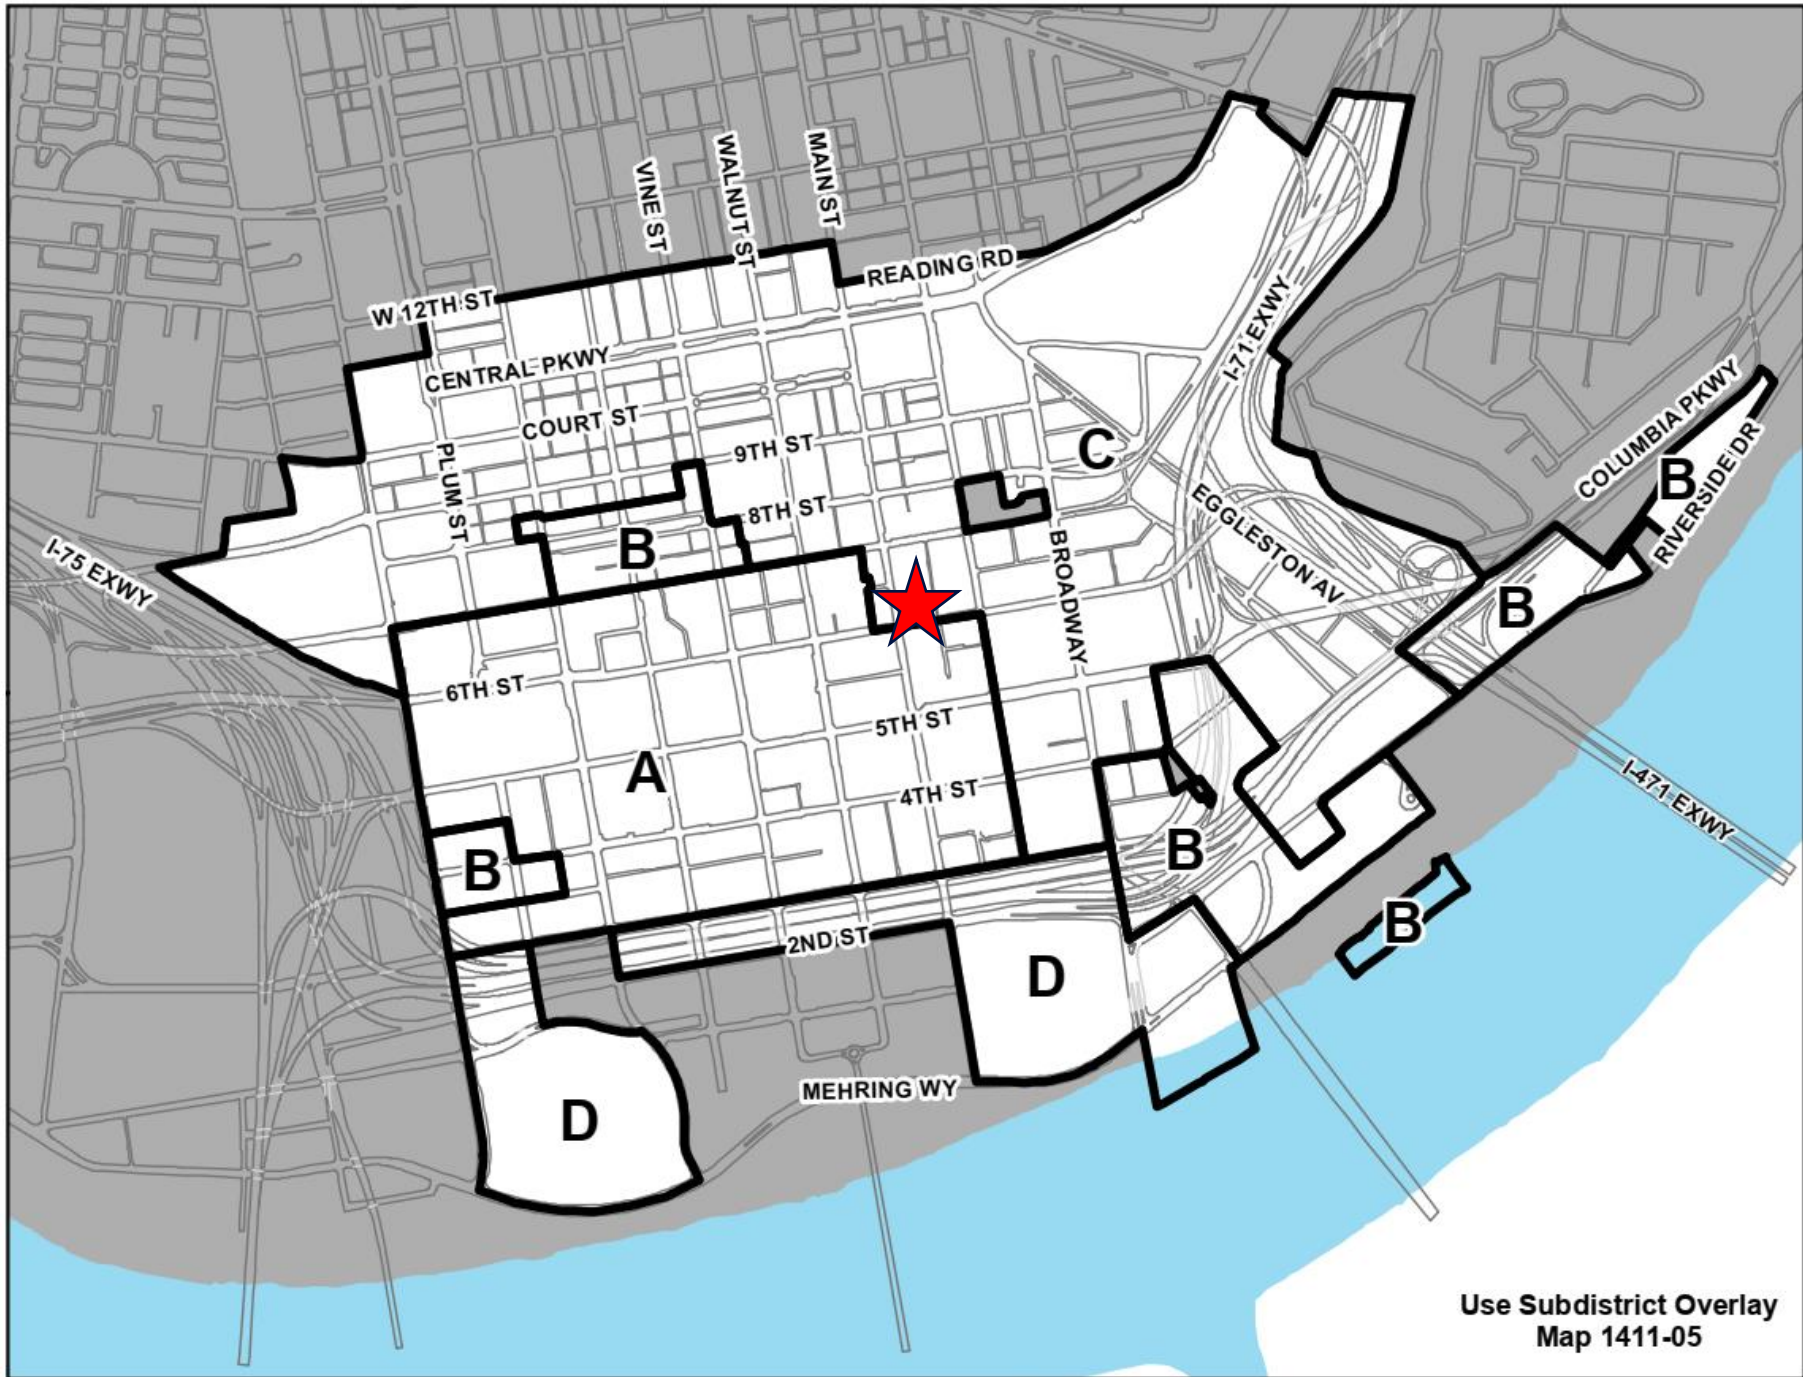 MAIN ST
WALNUT ST
VINE ST
READING RD
W 12TH ST
I-71 EXWY
CENTRAL PKWY
COURT ST
COLUMBIA PKWY
9TH ST
C
PLUM ST
8TH ST
B
RIVERSIDE DR
EGGLESTON AV
I-75 EXWY
B
BROADWAY
B
6TH ST
5TH ST
A
4TH ST
I-471 EXWY
B
B
B
2ND ST
D
MEHRING WY
D
Use Subdistrict Overlay
Map 1411-05